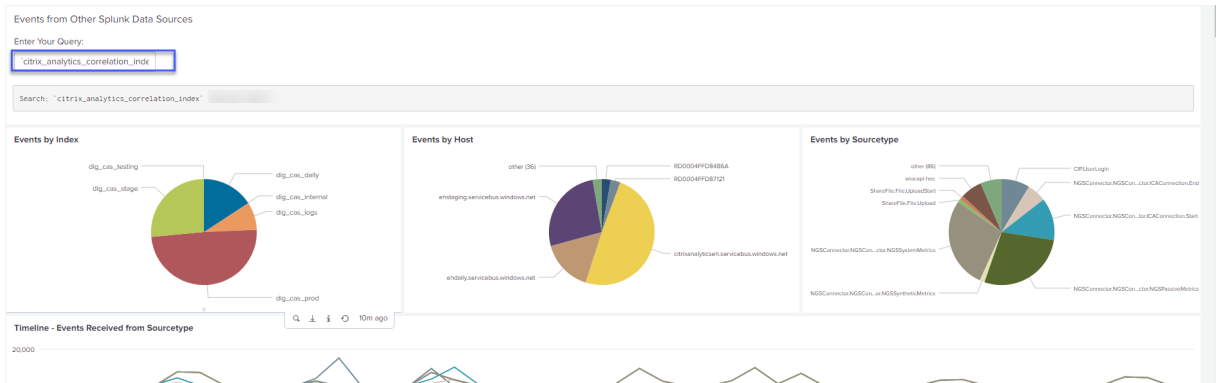 Events from Other Splunk Data Sources
Enter Your Query:
`citrix_analytics_correlation_inde
Search: `citrix_analytics_correlation_index`
Events by Index
dig_cas_testing
dig_cas_stage
dig_cas_daily
dig_cas_internal
dig_cas_logs
dig_cas_prod
Events by Host
other (36)
ehstaging.servicebus.windows.net
ehdaily.servicebus.windows.net
RD0004FFD8486A
RD0004FFD87121
citrixanalyticseh.servicebus.windows.net
Events by Sourcetype
other (86)
wsacapi-hec
ShareFile.File.UploadStart
ShareFile.File.Upload
NGSConnector.NGSCon...ctor.NGSSystemMetrics
NGSConnector.NGSCon...or.NGSSyntheticMetrics
CIP.UserLogin
NGSConnector.NGSCon...or.ICAConnection.End
NGSConnector.NGSCon...tor.ICAConnection.Start
NGSConnector.NGSCon...ctor.NGSPassiveMetrics
10m ago
Timeline - Events Received from Sourcetype
20,000